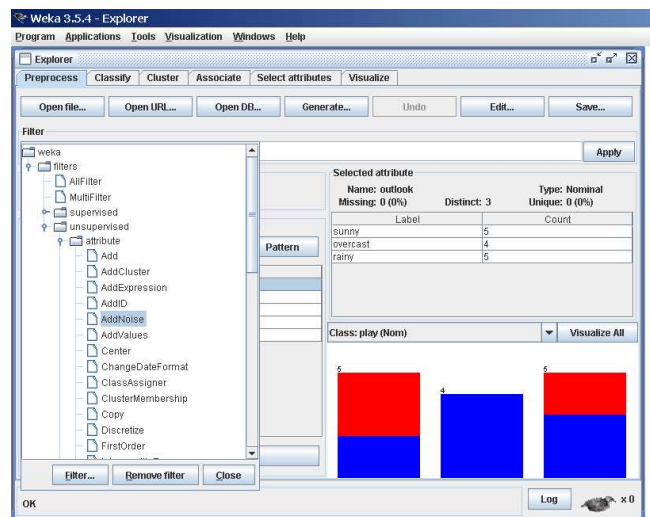 Weka 3.5.4 - Explorer
Program Applications Tools Visualization Windows Help
Explorer
Preprocess Classify Cluster Associate Select attributes Visualize
Open file... Open URL... Open DB... Generate... Undo Edit... Save...
Filter
Apply
weka
filters
AllFilter
MultiFilter
supervised
unsupervised
attribute
Add
AddCluster
AddExpression
AddID
AddNoise
AddValues
Center
ChangeDateFormat
ClassAssigner
ClusterMembership
Copy
Discretize
FirstOrder
Filter... Remove filter Close
Pattern
Selected attribute
Name: outlook Type: Nominal
Missing: 0 (0%) Distinct: 3 Unique: 0 (0%)
Label Count
sunny 5
overcast 4
rainy 5
Class: play (Nom) Visualize All
5 4 5
OK Log x 0